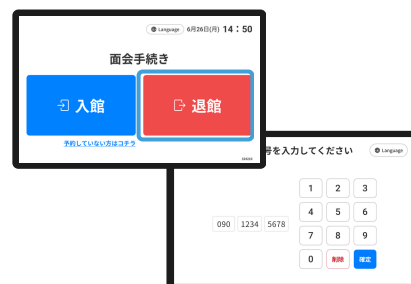 Language 6月26日(月) 14：50
面会手続き
入館 退館
予約していない方はコチラ
号を入力してください Language
1 2 3
4 5 6
090 1234 5678
7 8 9
0 削除 確定